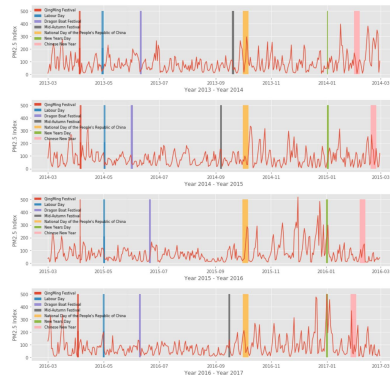 QingMing Festival
Labour Day
Dragon Boat Festival
Mid-Autumn Festival
National Day of the People's Republic of China
New Years Day
Chinese New Year
PM2.5 Index
500
400
300
200
100
0
2013-03 2013-05 2013-07 2013-09 2013-11 2014-01 2014-03
Year 2013 - Year 2014
QingMing Festival
Labour Day
Dragon Boat Festival
Mid-Autumn Festival
National Day of the People's Republic of China
New Years Day
Chinese New Year
PM2.5 Index
500
400
300
200
100
0
2014-03 2014-05 2014-07 2014-09 2014-11 2015-01 2015-03
Year 2014 - Year 2015
QingMing Festival
Labour Day
Dragon Boat Festival
Mid-Autumn Festival
National Day of the People's Republic of China
New Years Day
Chinese New Year
PM2.5 Index
500
400
300
200
100
0
2015-03 2015-05 2015-07 2015-09 2015-11 2016-01 2016-03
Year 2015 - Year 2016
QingMing Festival
Labour Day
Dragon Boat Festival
Mid-Autumn Festival
National Day of the People's Republic of China
New Years Day
Chinese New Year
PM2.5 Index
500
400
300
200
100
0
2016-03 2016-05 2016-07 2016-09 2016-11 2017-01 2017-03
Year 2016 - Year 2017